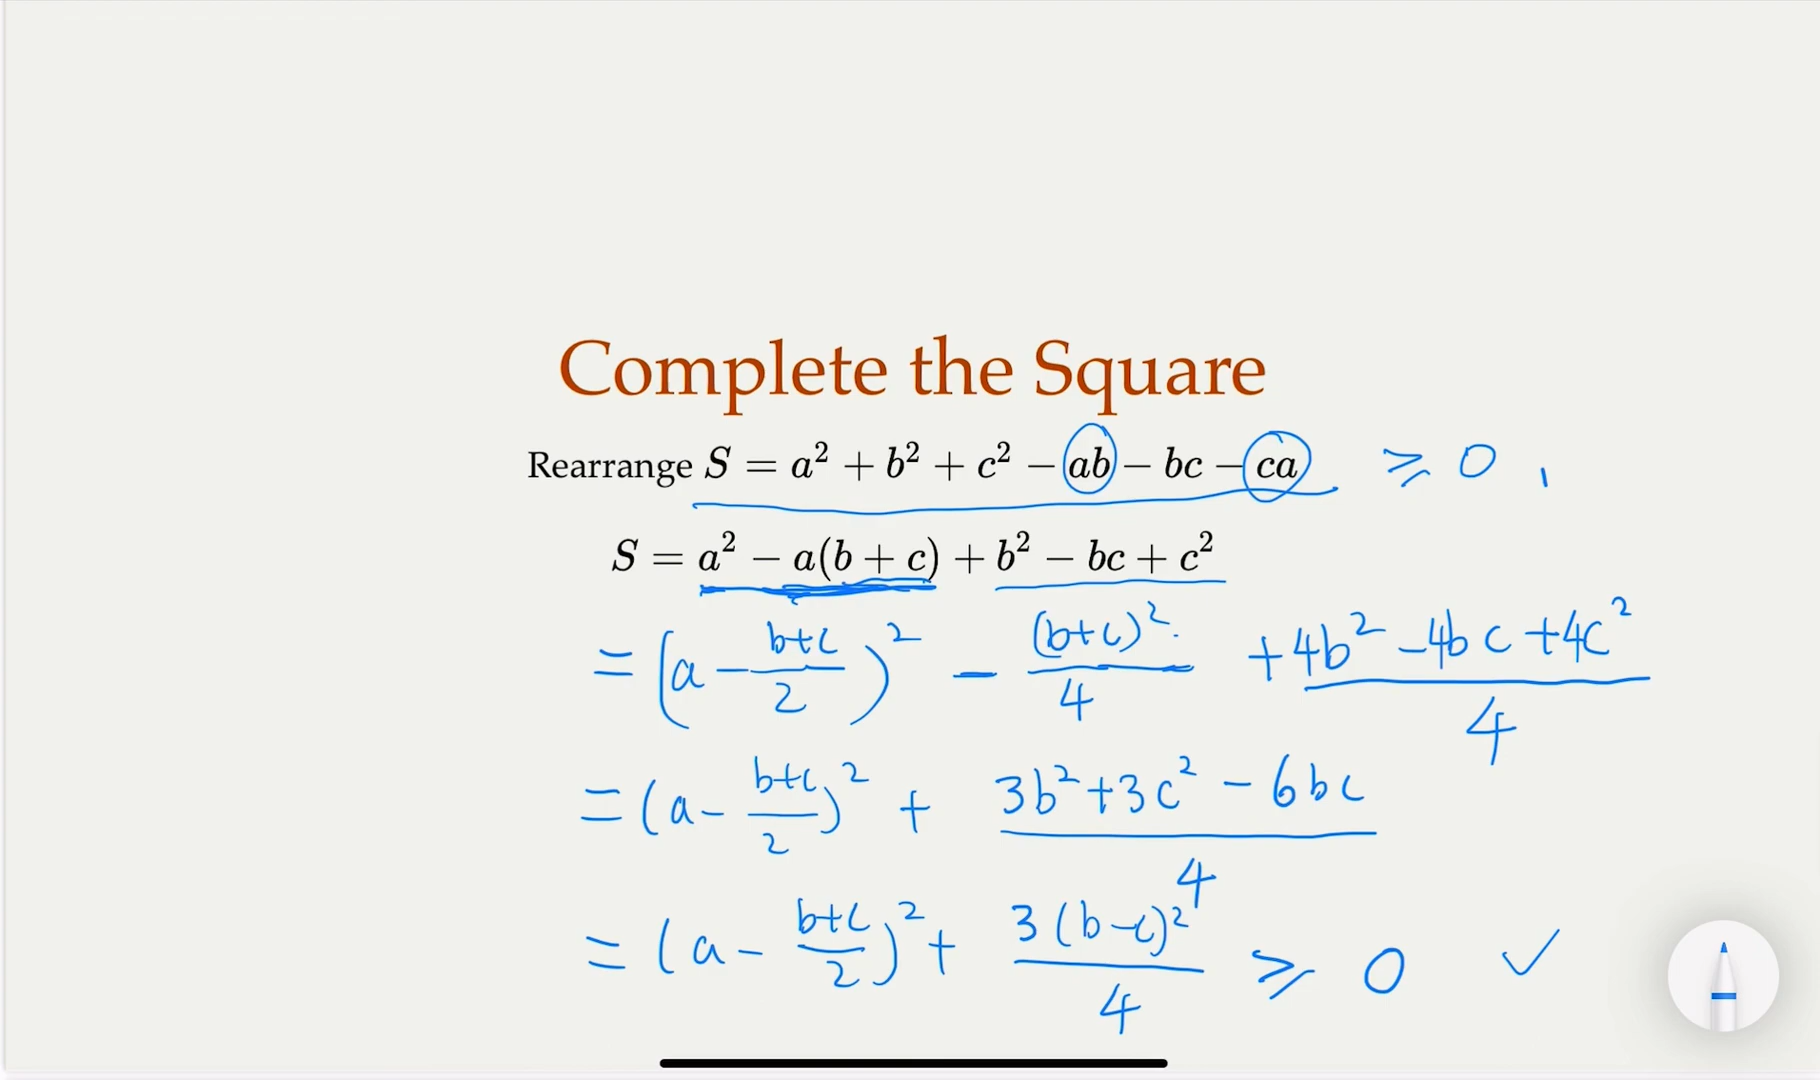 Complete the Square
Rearrange S = a² + b² + c² − ab − bc − ca ⩾ 0,
S = a² − a(b + c) + b² − bc + c²
= (a − (b+c)/2)² − (b+c)²/4 + (4b² − 4bc + 4c²)/4
= (a − (b+c)/2)² + (3b² + 3c² − 6bc)/4
= (a − (b+c)/2)² + 3(b−c)²/4 ⩾ 0 ✓